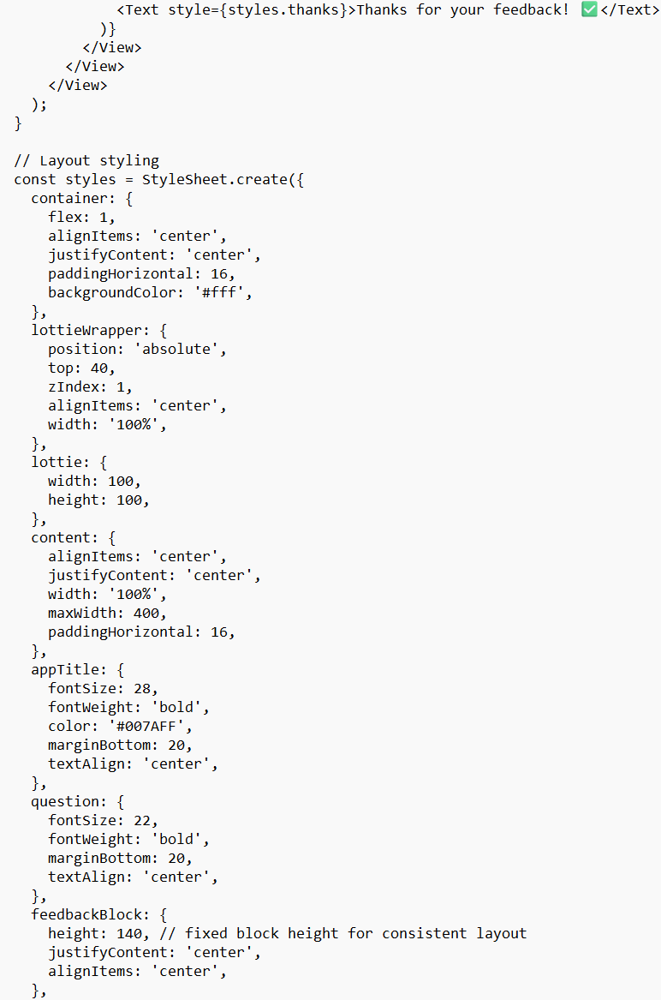 <Text style={styles.thanks}>Thanks for your feedback! ✅</Text>
          )}
        </View>
      </View>
    </View>
  );
}

// Layout styling
const styles = StyleSheet.create({
  container: {
    flex: 1,
    alignItems: 'center',
    justifyContent: 'center',
    paddingHorizontal: 16,
    backgroundColor: '#fff',
  },
  lottieWrapper: {
    position: 'absolute',
    top: 40,
    zIndex: 1,
    alignItems: 'center',
    width: '100%',
  },
  lottie: {
    width: 100,
    height: 100,
  },
  content: {
    alignItems: 'center',
    justifyContent: 'center',
    width: '100%',
    maxWidth: 400,
    paddingHorizontal: 16,
  },
  appTitle: {
    fontSize: 28,
    fontWeight: 'bold',
    color: '#007AFF',
    marginBottom: 20,
    textAlign: 'center',
  },
  question: {
    fontSize: 22,
    fontWeight: 'bold',
    marginBottom: 20,
    textAlign: 'center',
  },
  feedbackBlock: {
    height: 140, // fixed block height for consistent layout
    justifyContent: 'center',
    alignItems: 'center',
  },